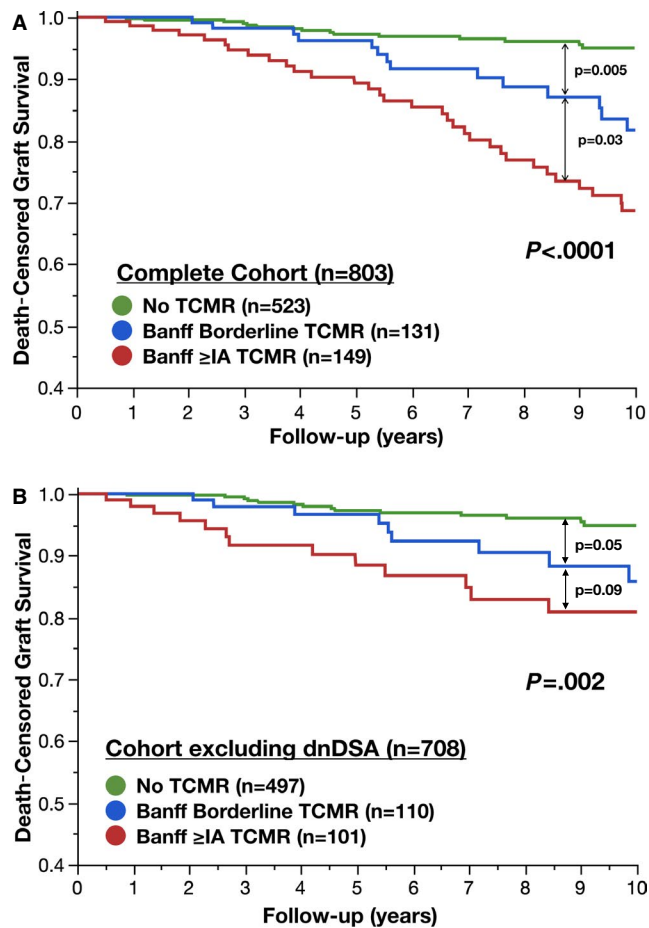 A
1.0
0.9
0.8
0.7
0.6
0.5
0.4
Death-Censored Graft Survival
p=0.005
p=0.03
P<.0001
Complete Cohort (n=803)
No TCMR (n=523)
Banff Borderline TCMR (n=131)
Banff ≥IA TCMR (n=149)
0 1 2 3 4 5 6 7 8 9 10
Follow-up (years)
B
1.0
0.9
0.8
0.7
0.6
0.5
0.4
Death-Censored Graft Survival
p=0.05
p=0.09
P=.002
Cohort excluding dnDSA (n=708)
No TCMR (n=497)
Banff Borderline TCMR (n=110)
Banff ≥IA TCMR (n=101)
0 1 2 3 4 5 6 7 8 9 10
Follow-up (years)